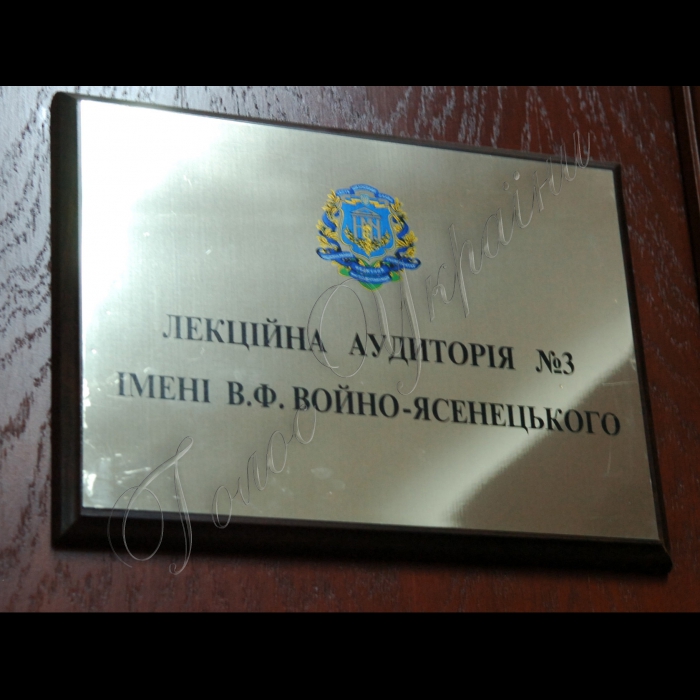 ЛЕКЦІЙНА АУДИТОРІЯ №3
ІМЕНІ В.Ф. ВОЙНО-ЯСЕНЕЦЬКОГО
Голос України